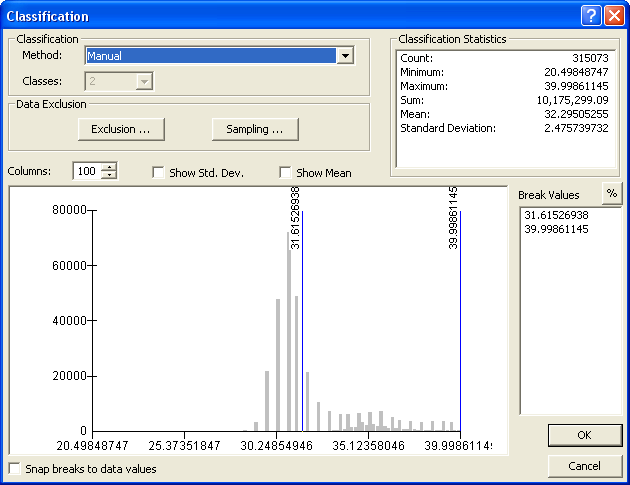 Classification
Classification
Method: Manual
Classes: 2
Data Exclusion
Exclusion ...
Sampling ...
Classification Statistics
Count: 315073
Minimum: 20.49848747
Maximum: 39.99861145
Sum: 10,175,299.09
Mean: 32.29505255
Standard Deviation: 2.475739732
Columns: 100
Show Std. Dev.
Show Mean
%
Break Values
31.61526938
39.99861145
31.61526938
39.99861145
80000
60000
40000
20000
0
20.49848747 25.37351847 30.24854946 35.12358046 39.99861145
OK
Cancel
Snap breaks to data values